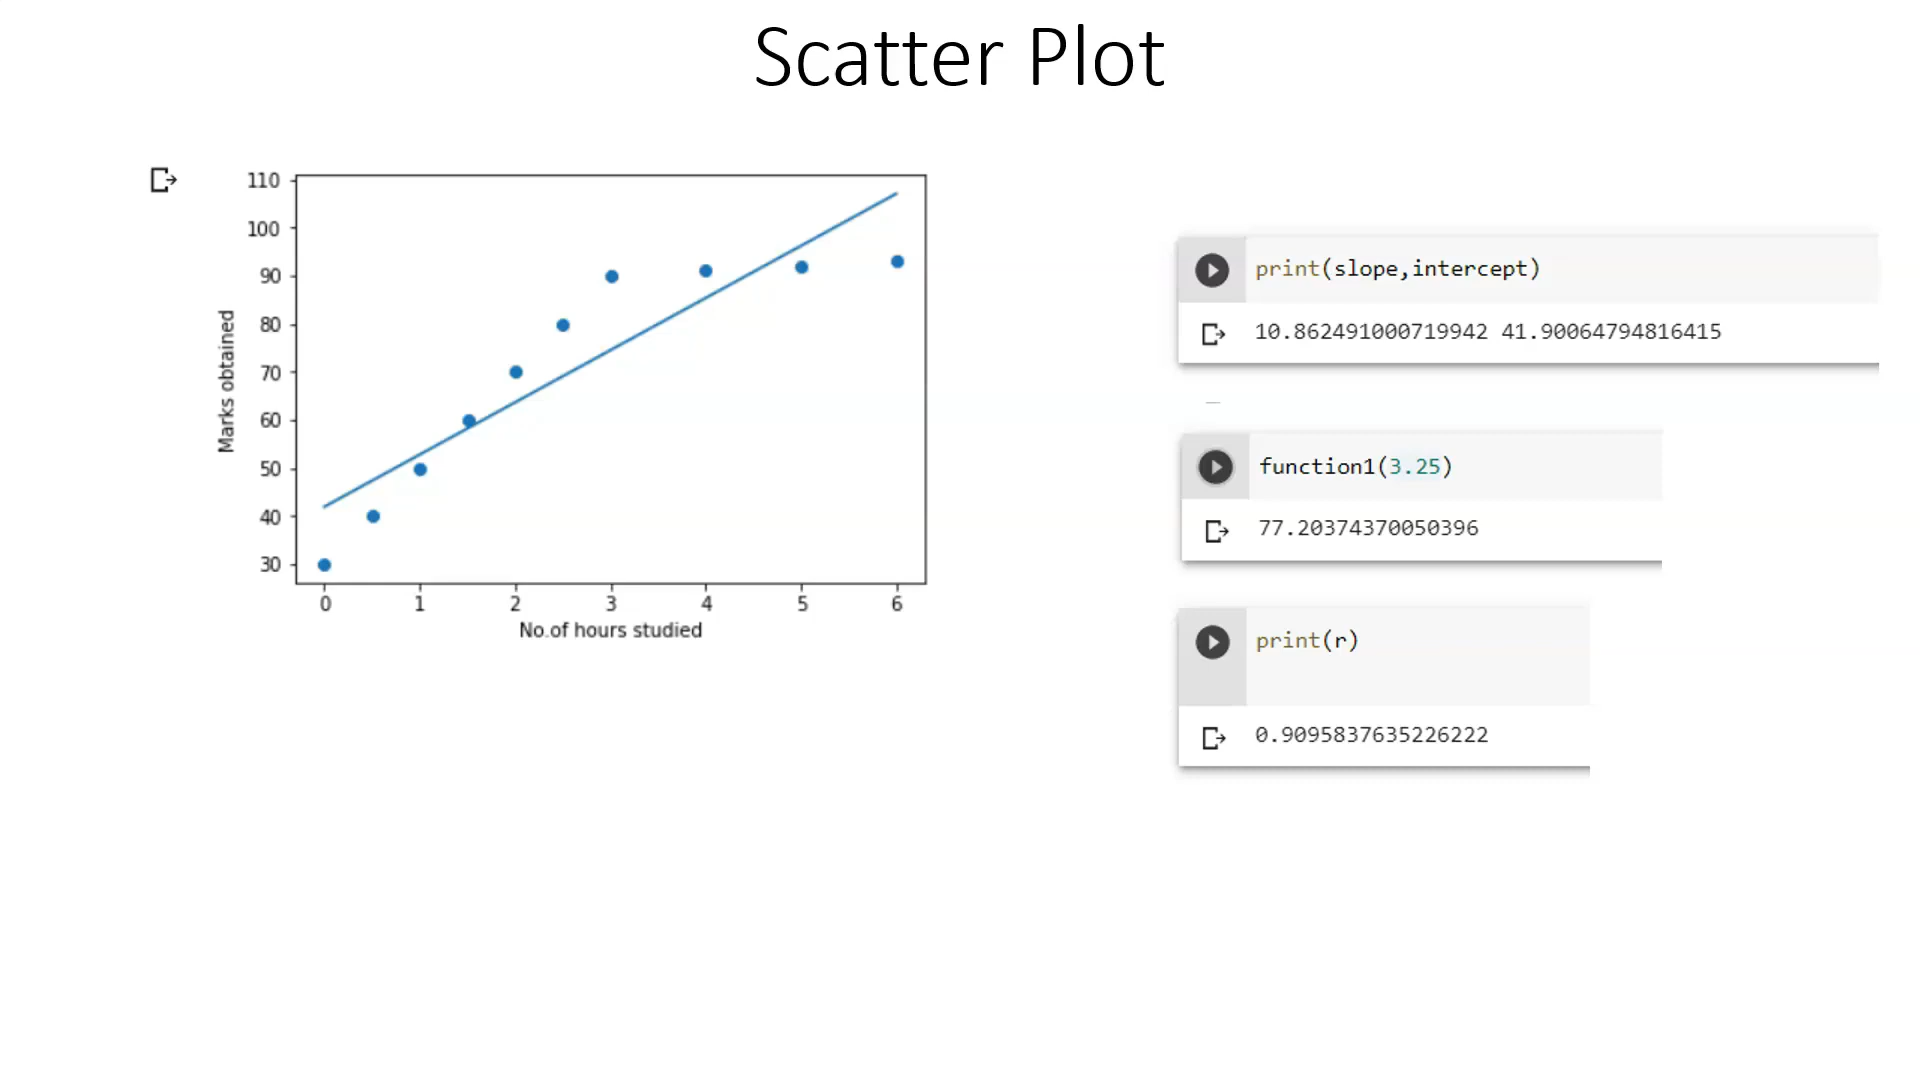 Scatter Plot
110
100
90
80
70
60
50
40
30
Marks obtained
0 1 2 3 4 5 6
No.of hours studied
print(slope,intercept)
10.862491000719942 41.90064794816415
function1(3.25)
77.20374370050396
print(r)
0.9095837635226222